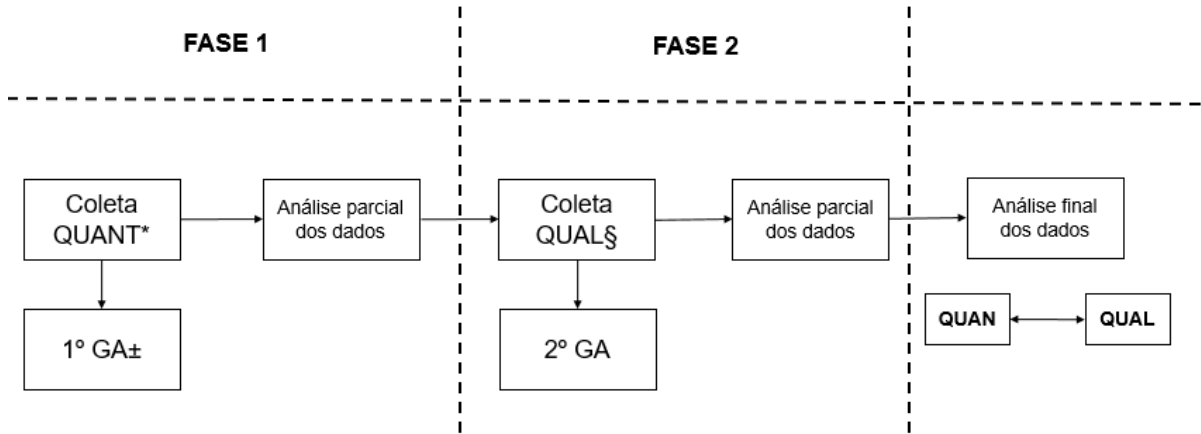 FASE 1
FASE 2
Coleta
QUANT*
Análise parcial
dos dados
Coleta
QUAL§
Análise parcial
dos dados
Análise final
dos dados
1º GA±
2º GA
QUAN
QUAL